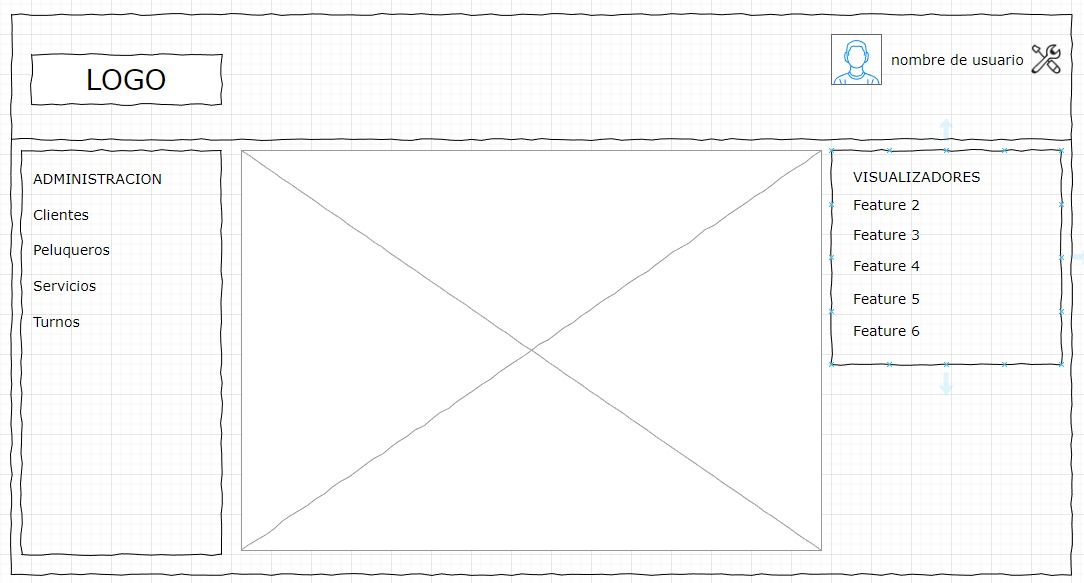 LOGO
nombre de usuario
ADMINISTRACION
Clientes
Peluqueros
Servicios
Turnos
VISUALIZADORES
Feature 2
Feature 3
Feature 4
Feature 5
Feature 6